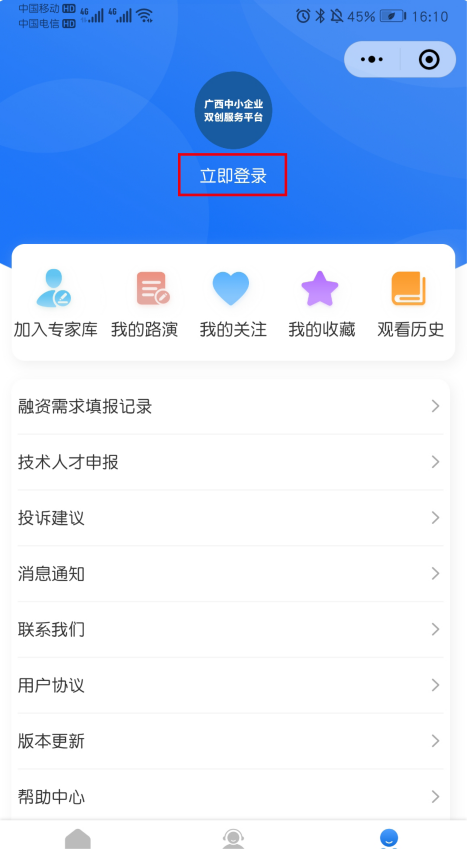 中国移动 HD 4G 4G
中国电信 HD
45% 16:10
广西中小企业
双创服务平台
立即登录
加入专家库 我的路演 我的关注 我的收藏 观看历史
融资需求填报记录
技术人才申报
投诉建议
消息通知
联系我们
用户协议
版本更新
帮助中心